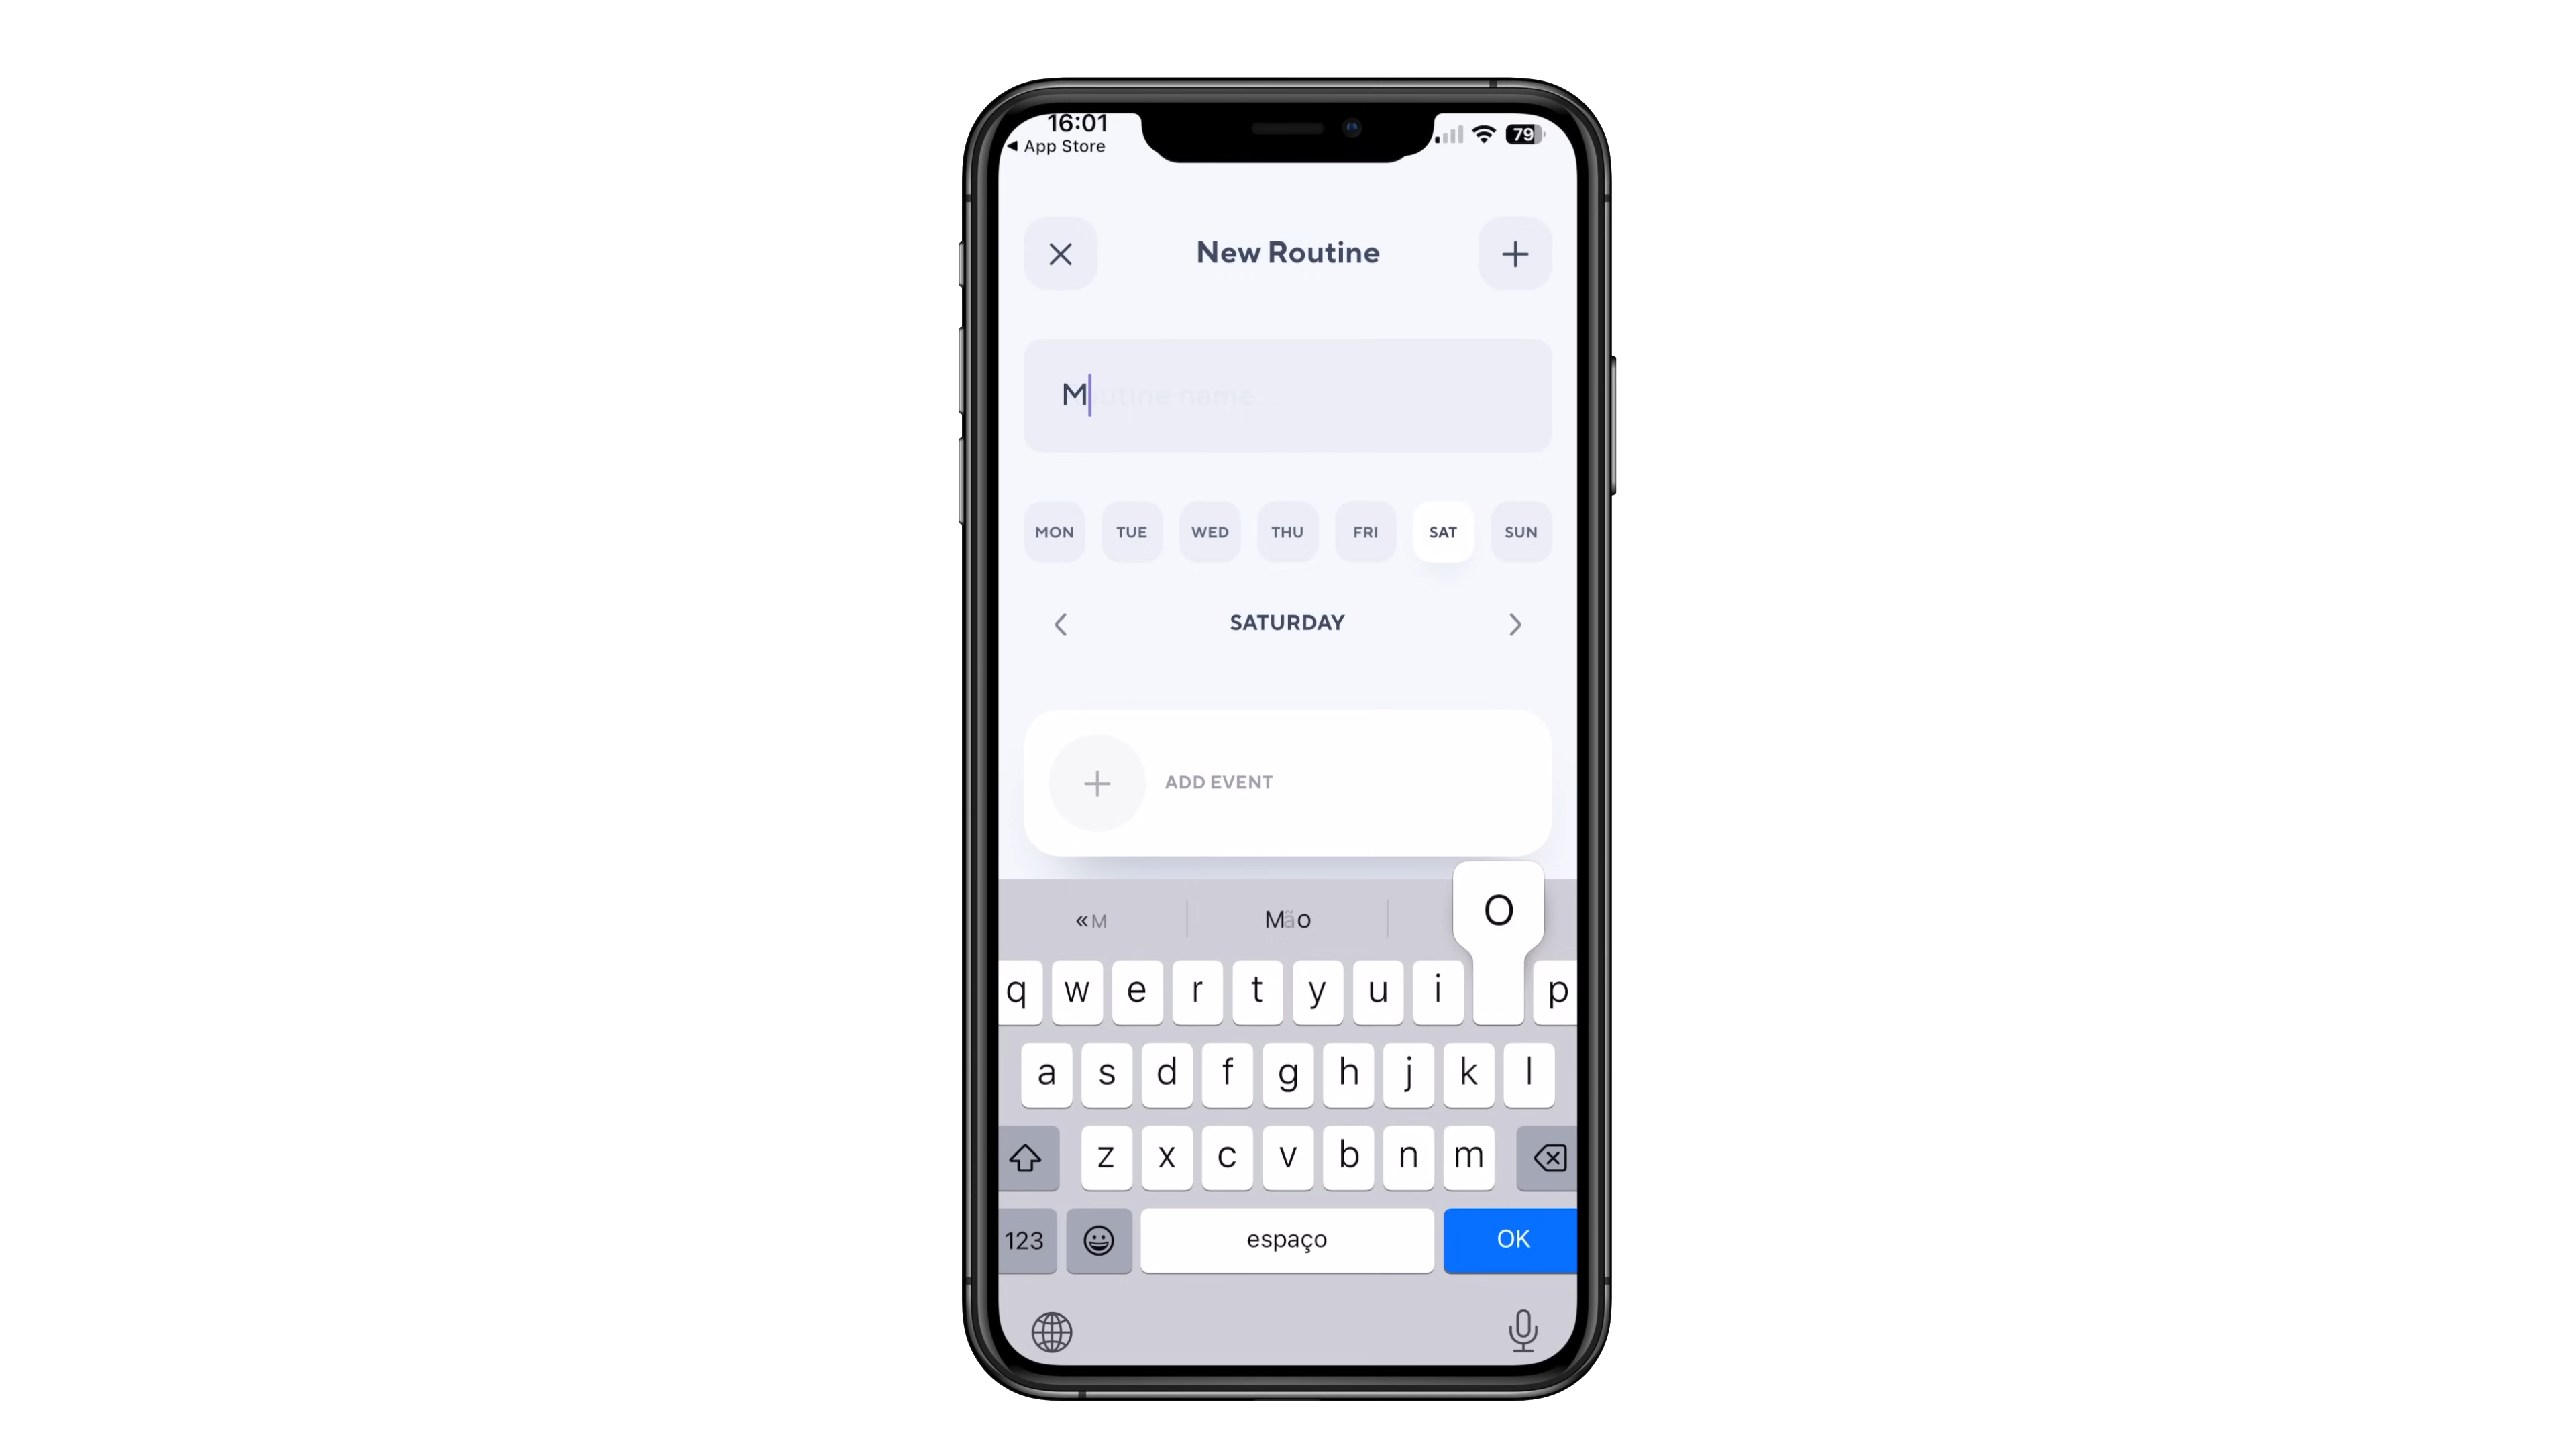 16:01
◀ App Store
79
New Routine
M
utine name
MON TUE WED THU FRI SAT SUN
SATURDAY
ADD EVENT
«M
Mão
O
q w e r t y u i p
a s d f g h j k l
z x c v b n m
123 espaço OK